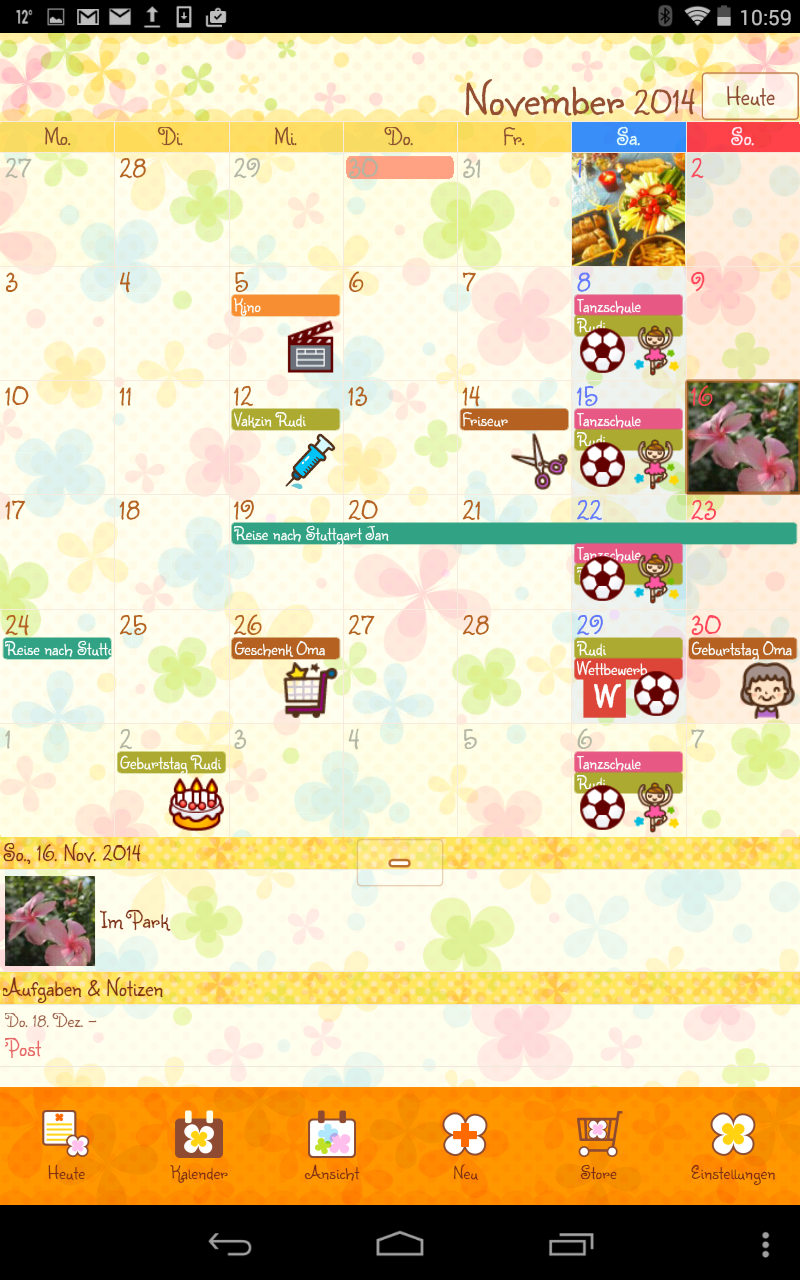 12°
10:59
November 2014 Heute
Mo. Di. Mi. Do. Fr. Sa. So.
27 28 29 30 31 1 2
3 4 5 6 7 8 9
Kino Tanzschule
Rudi
10 11 12 13 14 15 16
Vakzin Rudi Friseur Tanzschule
Rudi
17 18 19 20 21 22 23
Reise nach Stuttgart Jan
Tanzschule
24 25 26 27 28 29 30
Reise nach Stuttg Geschenk Oma Rudi Geburtstag Oma
Wettbewerb
W
1 2 3 4 5 6 7
Geburtstag Rudi Tanzschule
Rudi
So., 16. Nov. 2014
Im Park
Aufgaben & Notizen
Do. 18. Dez. –
Post
Heute Kalender Ansicht Neu Store Einstellungen